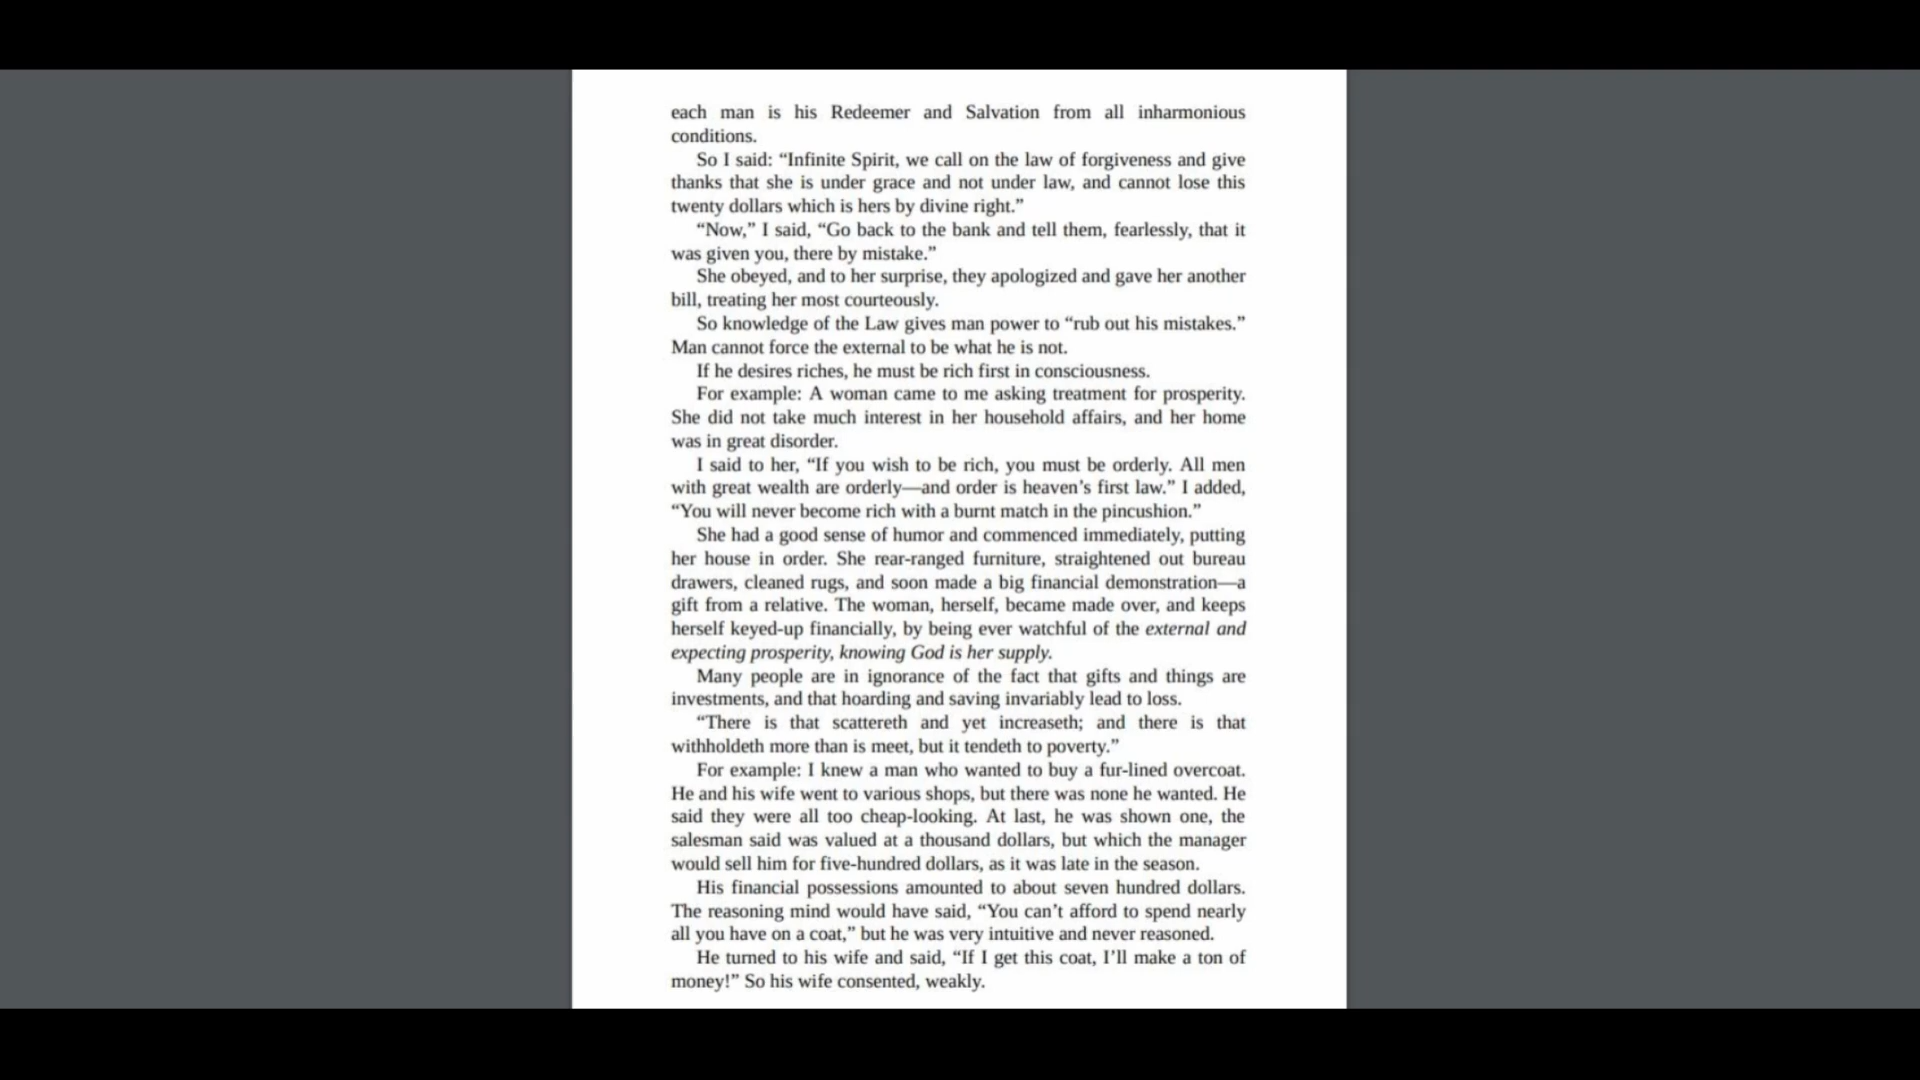 each man is his Redeemer and Salvation from all inharmonious
conditions.
So I said: “Infinite Spirit, we call on the law of forgiveness and give
thanks that she is under grace and not under law, and cannot lose this
twenty dollars which is hers by divine right.”
“Now,” I said, “Go back to the bank and tell them, fearlessly, that it
was given you, there by mistake.”
She obeyed, and to her surprise, they apologized and gave her another
bill, treating her most courteously.
So knowledge of the Law gives man power to “rub out his mistakes.”
Man cannot force the external to be what he is not.
If he desires riches, he must be rich first in consciousness.
For example: A woman came to me asking treatment for prosperity.
She did not take much interest in her household affairs, and her home
was in great disorder.
I said to her, “If you wish to be rich, you must be orderly. All men
with great wealth are orderly—and order is heaven’s first law.” I added,
“You will never become rich with a burnt match in the pincushion.”
She had a good sense of humor and commenced immediately, putting
her house in order. She rear-ranged furniture, straightened out bureau
drawers, cleaned rugs, and soon made a big financial demonstration—a
gift from a relative. The woman, herself, became made over, and keeps
herself keyed-up financially, by being ever watchful of the external and
expecting prosperity, knowing God is her supply.
Many people are in ignorance of the fact that gifts and things are
investments, and that hoarding and saving invariably lead to loss.
“There is that scattereth and yet increaseth; and there is that
withholdeth more than is meet, but it tendeth to poverty.”
For example: I knew a man who wanted to buy a fur-lined overcoat.
He and his wife went to various shops, but there was none he wanted. He
said they were all too cheap-looking. At last, he was shown one, the
salesman said was valued at a thousand dollars, but which the manager
would sell him for five-hundred dollars, as it was late in the season.
His financial possessions amounted to about seven hundred dollars.
The reasoning mind would have said, “You can’t afford to spend nearly
all you have on a coat,” but he was very intuitive and never reasoned.
He turned to his wife and said, “If I get this coat, I’ll make a ton of
money!” So his wife consented, weakly.